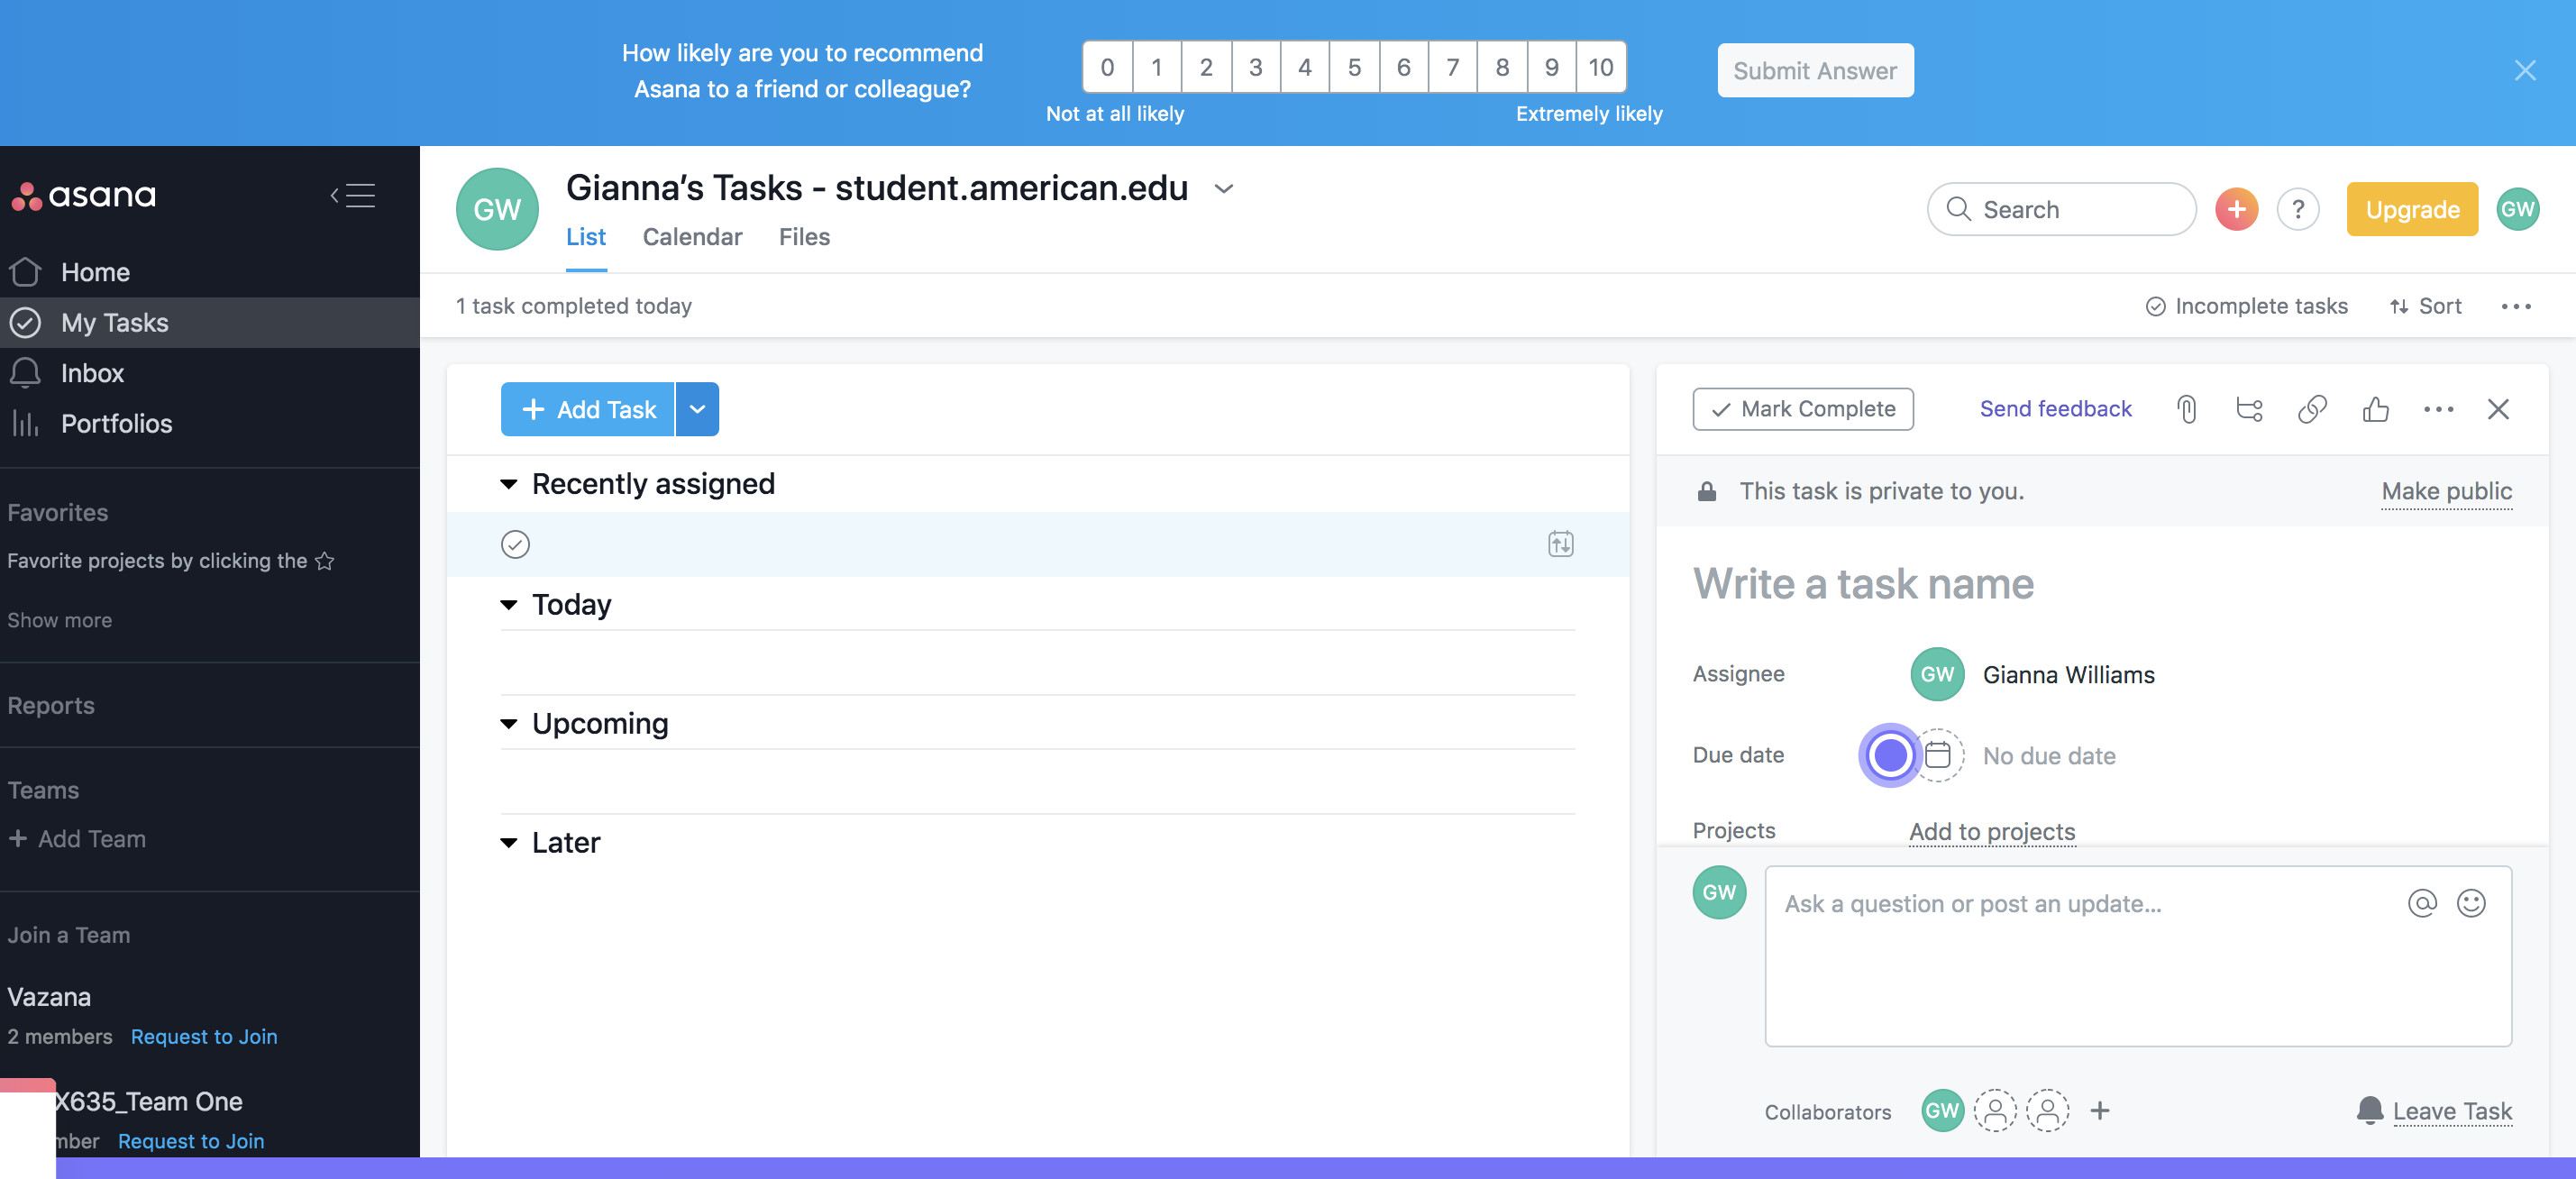 How likely are you to recommend
Asana to a friend or colleague?
0 1 2 3 4 5 6 7 8 9 10
Not at all likely Extremely likely
Submit Answer
asana
Home
My Tasks
Inbox
Portfolios
Favorites
Favorite projects by clicking the
Show more
Reports
Teams
+ Add Team
Join a Team
Vazana
2 members Request to Join
X635_Team One
Request to Join
GW
Gianna's Tasks - student.american.edu
List Calendar Files
Search
+
?
Upgrade
GW
1 task completed today
Incomplete tasks
Sort
+ Add Task
Recently assigned
Today
Upcoming
Later
Mark Complete
Send feedback
This task is private to you.
Make public
Write a task name
Assignee GW Gianna Williams
Due date No due date
Projects Add to projects
GW
Ask a question or post an update...
Collaborators GW +
Leave Task